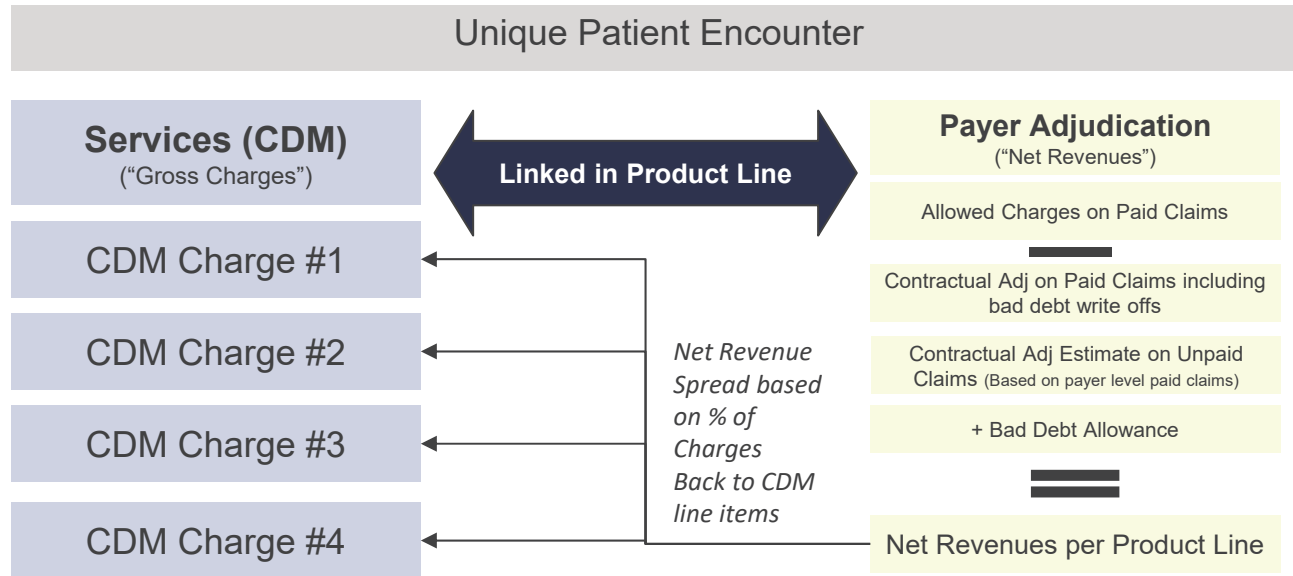 Unique Patient Encounter
Services (CDM)
(“Gross Charges”)
CDM Charge #1
CDM Charge #2
CDM Charge #3
CDM Charge #4
Linked in Product Line
Net Revenue
Spread based
on % of
Charges
Back to CDM
line items
Payer Adjudication
(“Net Revenues”)
Allowed Charges on Paid Claims
Contractual Adj on Paid Claims including
bad debt write offs
Contractual Adj Estimate on Unpaid
Claims (Based on payer level paid claims)
+ Bad Debt Allowance
Net Revenues per Product Line